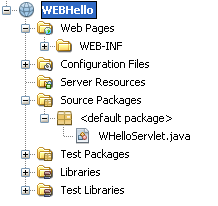 WEBHello
Web Pages
WEB-INF
Configuration Files
Server Resources
Source Packages
<default package>
WHelloServlet.java
Test Packages
Libraries
Test Libraries